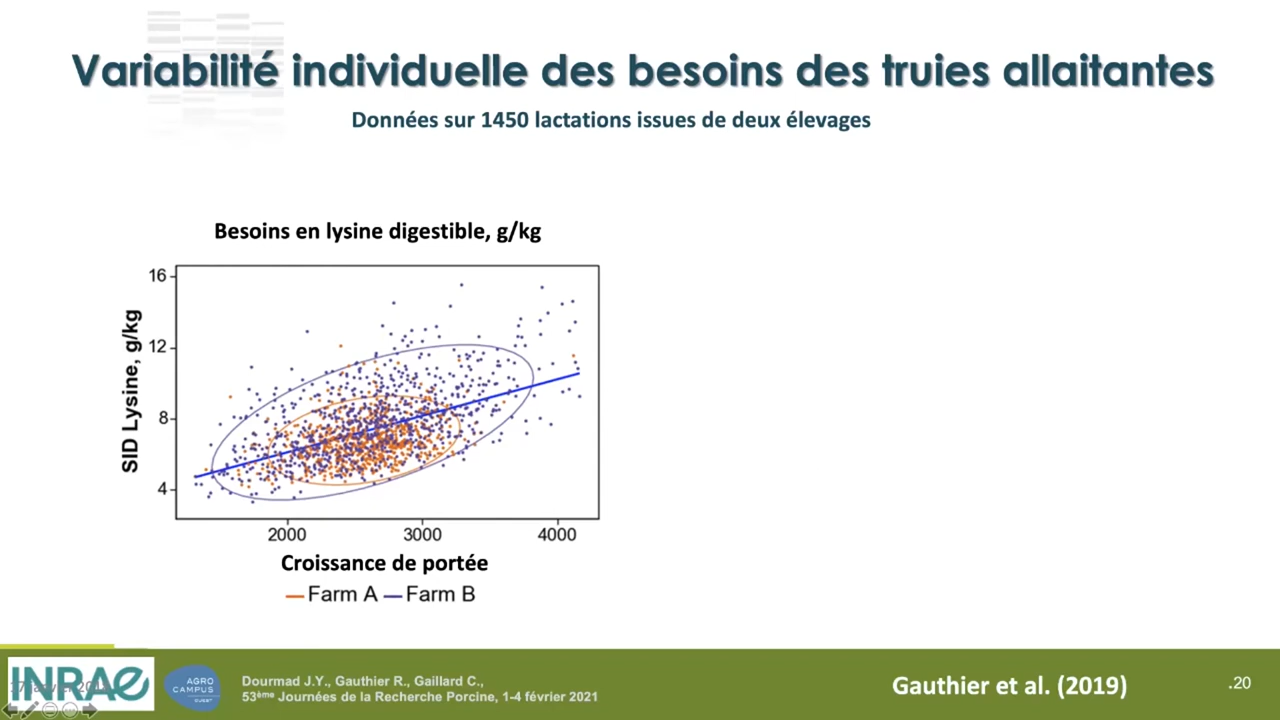 Variabilité individuelle des besoins des truies allaitantes
Données sur 1450 lactations issues de deux élevages
Besoins en lysine digestible, g/kg
SID Lysine, g/kg
16
12
8
4
2000 3000 4000
Croissance de portée
Farm A Farm B
INRAE
AGRO
CAMPUS
Dourmad J.Y., Gauthier R., Gaillard C.,
53ème Journées de la Recherche Porcine, 1-4 février 2021
Gauthier et al. (2019)
.20